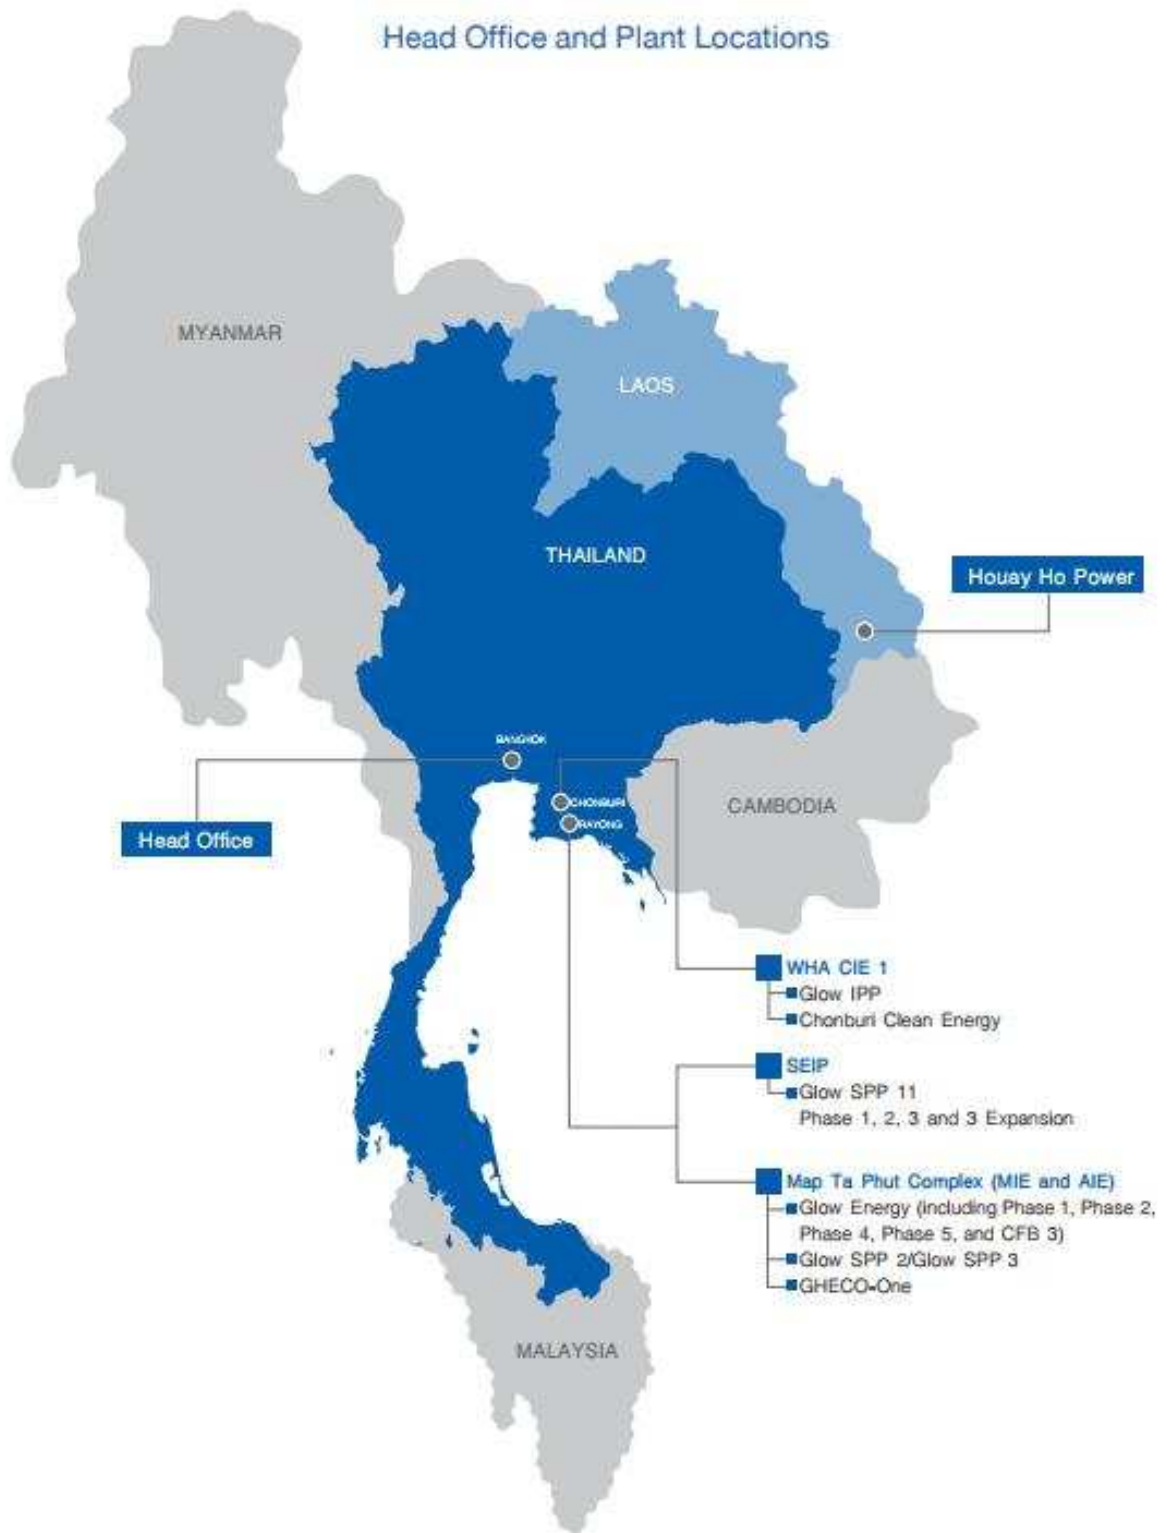 Head Office and Plant Locations
MYANMAR
LAOS
THAILAND
Houay Ho Power
BANGKOK
CHONBURI
RAYONG
CAMBODIA
Head Office
WHA CIE 1
Glow IPP
Chonburi Clean Energy
SEIP
Glow SPP 11
Phase 1, 2, 3 and 3 Expansion
Map Ta Phut Complex (MIE and AIE)
Glow Energy (including Phase 1, Phase 2,
Phase 4, Phase 5, and CFB 3)
Glow SPP 2/Glow SPP 3
GHECO-One
MALAYSIA